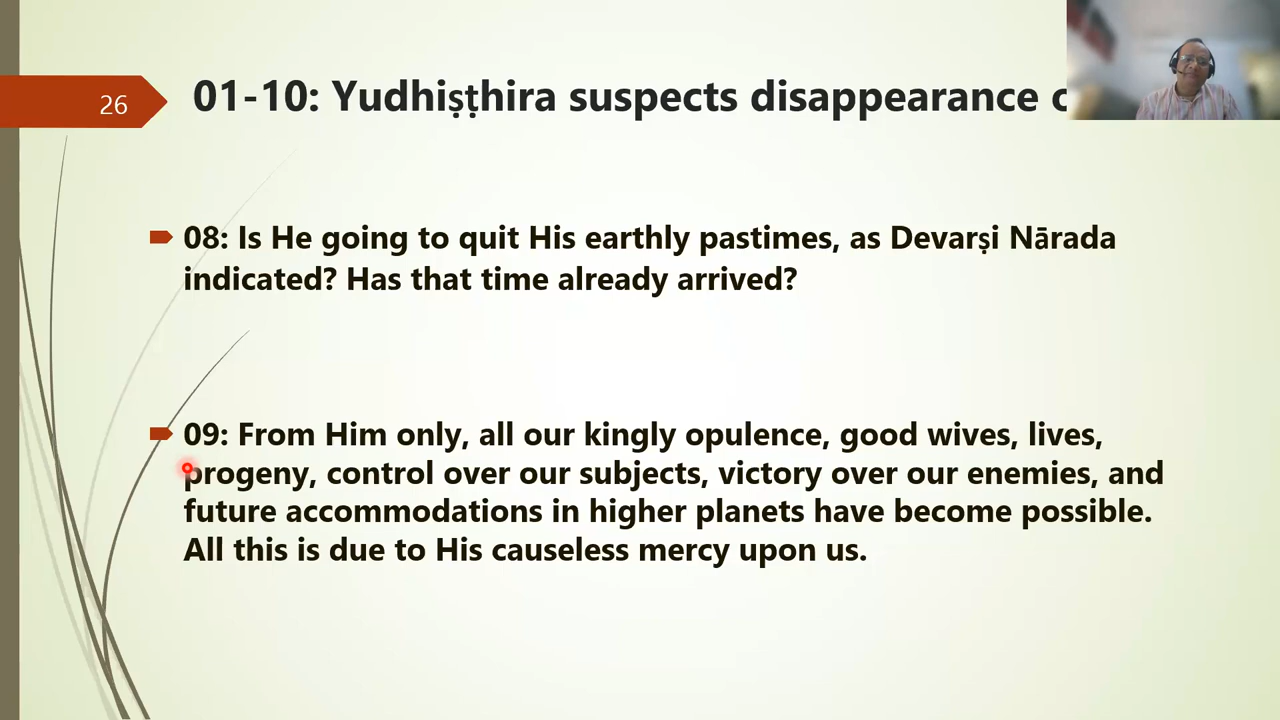 26
01-10: Yudhiṣṭhira suspects disappearance
08: Is He going to quit His earthly pastimes, as Devarṣi Nārada
indicated? Has that time already arrived?
09: From Him only, all our kingly opulence, good wives, lives,
progeny, control over our subjects, victory over our enemies, and
future accommodations in higher planets have become possible.
All this is due to His causeless mercy upon us.